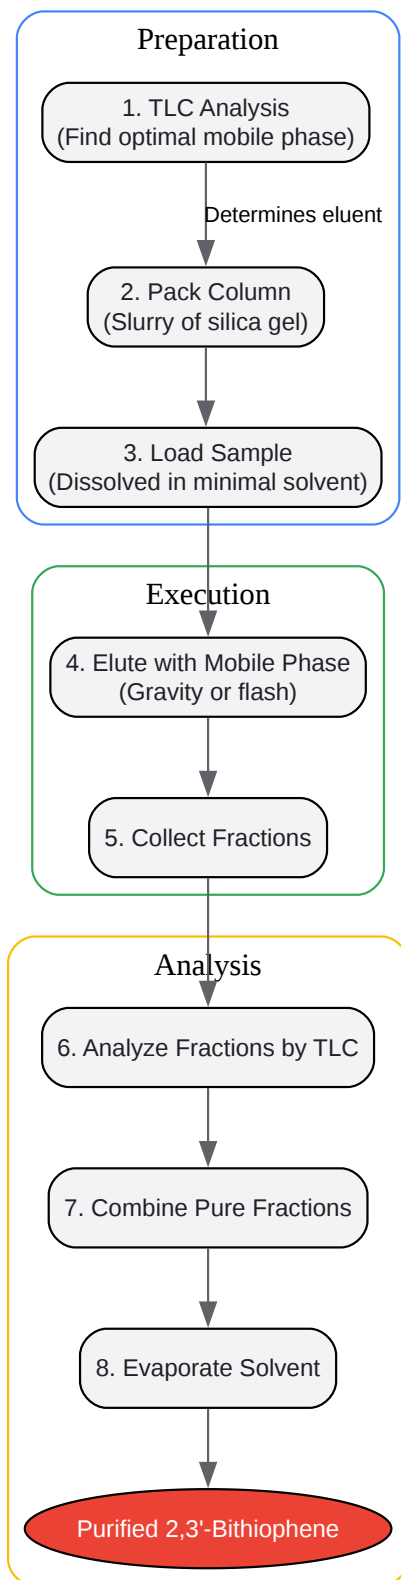 Preparation
1. TLC Analysis
(Find optimal mobile phase)
Determines eluent
2. Pack Column
(Slurry of silica gel)
3. Load Sample
(Dissolved in minimal solvent)
Execution
4. Elute with Mobile Phase
(Gravity or flash)
5. Collect Fractions
Analysis
6. Analyze Fractions by TLC
7. Combine Pure Fractions
8. Evaporate Solvent
Purified 2,3'-Bithiophene